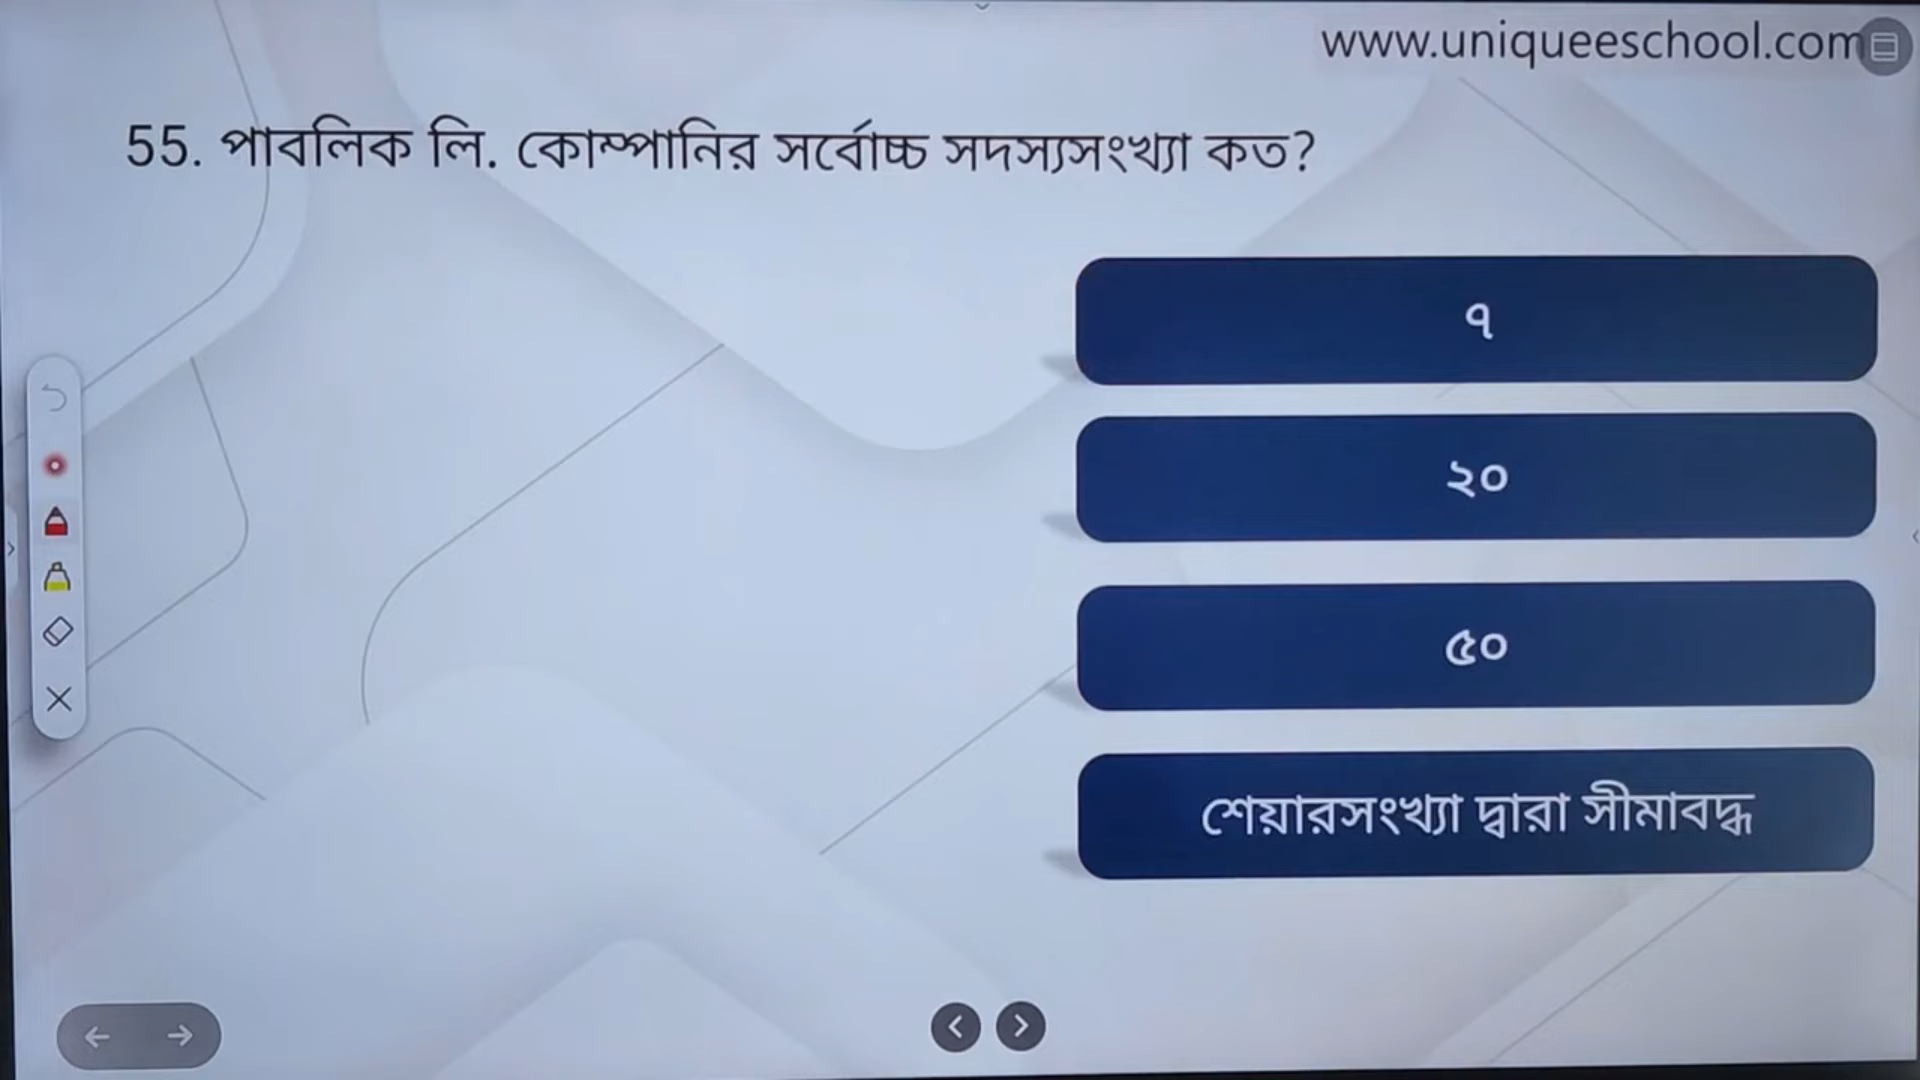 www.uniqueeschool.com
55. পাবলিক লি. কোম্পানির সর্বোচ্চ সদস্যসংখ্যা কত?
৭
২০
৫০
শেয়ারসংখ্যা দ্বারা সীমাবদ্ধ